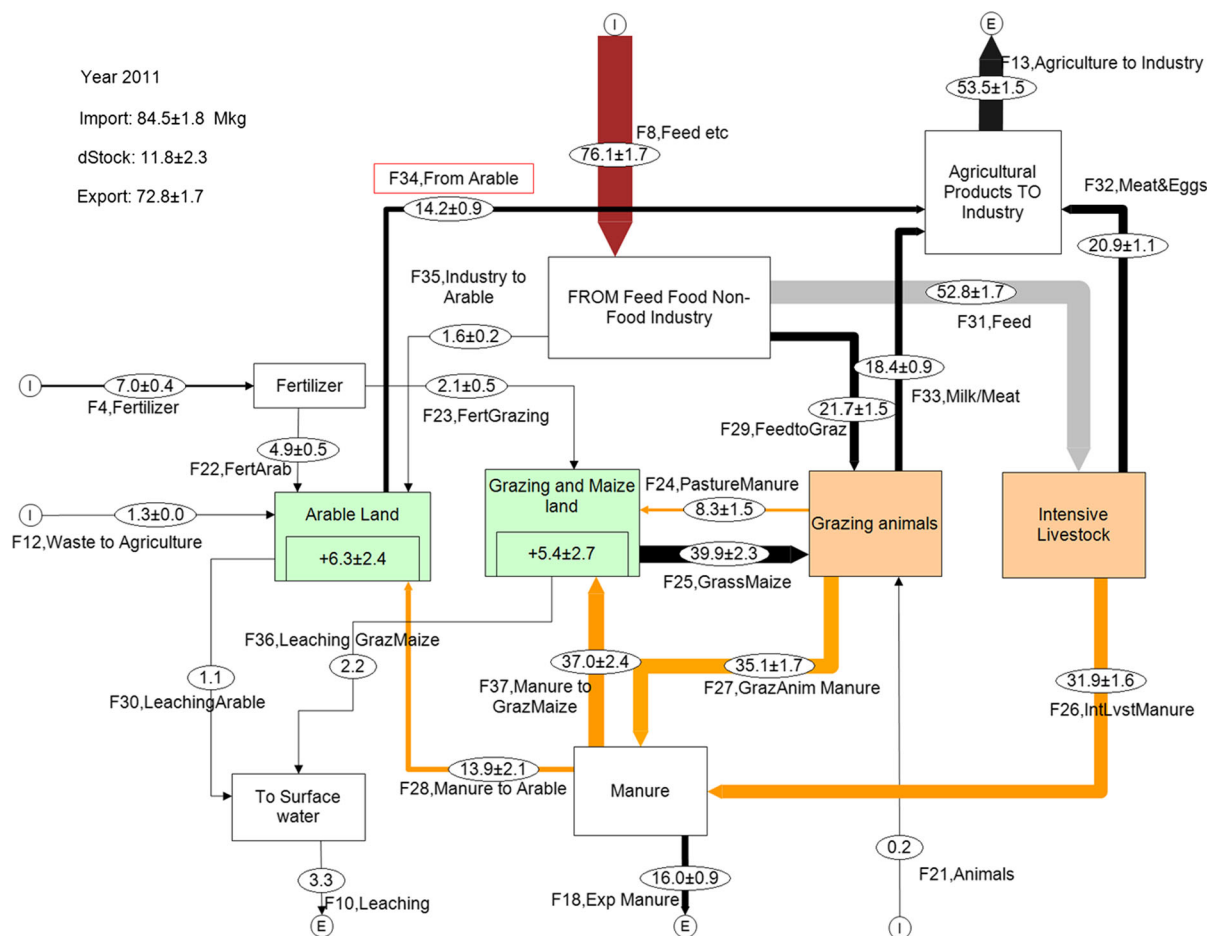 I
E
Year 2011
Import: 84.5±1.8 Mkg
dStock: 11.8±2.3
Export: 72.8±1.7
F13,Agriculture to Industry
53.5±1.5
F8,Feed etc
76.1±1.7
F34,From Arable
14.2±0.9
Agricultural
Products TO
Industry
F32,Meat&Eggs
20.9±1.1
F35,Industry to
Arable
1.6±0.2
FROM Feed Food Non-
Food Industry
52.8±1.7
F31,Feed
18.4±0.9
F33,Milk/Meat
21.7±1.5
F29,FeedtoGraz
I
7.0±0.4
F4,Fertilizer
Fertilizer
2.1±0.5
F23,FertGrazing
4.9±0.5
F22,FertArab
I
1.3±0.0
F12,Waste to Agriculture
Arable Land
+6.3±2.4
Grazing and Maize
land
+5.4±2.7
F24,PastureManure
8.3±1.5
39.9±2.3
F25,GrassMaize
Grazing animals
Intensive
Livestock
F36,Leaching GrazMaize
2.2
1.1
F30,LeachingArable
37.0±2.4
F37,Manure to
GrazMaize
35.1±1.7
F27,GrazAnim Manure
31.9±1.6
F26,IntLvstManure
13.9±2.1
F28,Manure to Arable
To Surface
water
Manure
3.3
F10,Leaching
E
16.0±0.9
F18,Exp Manure
E
0.2
F21,Animals
I